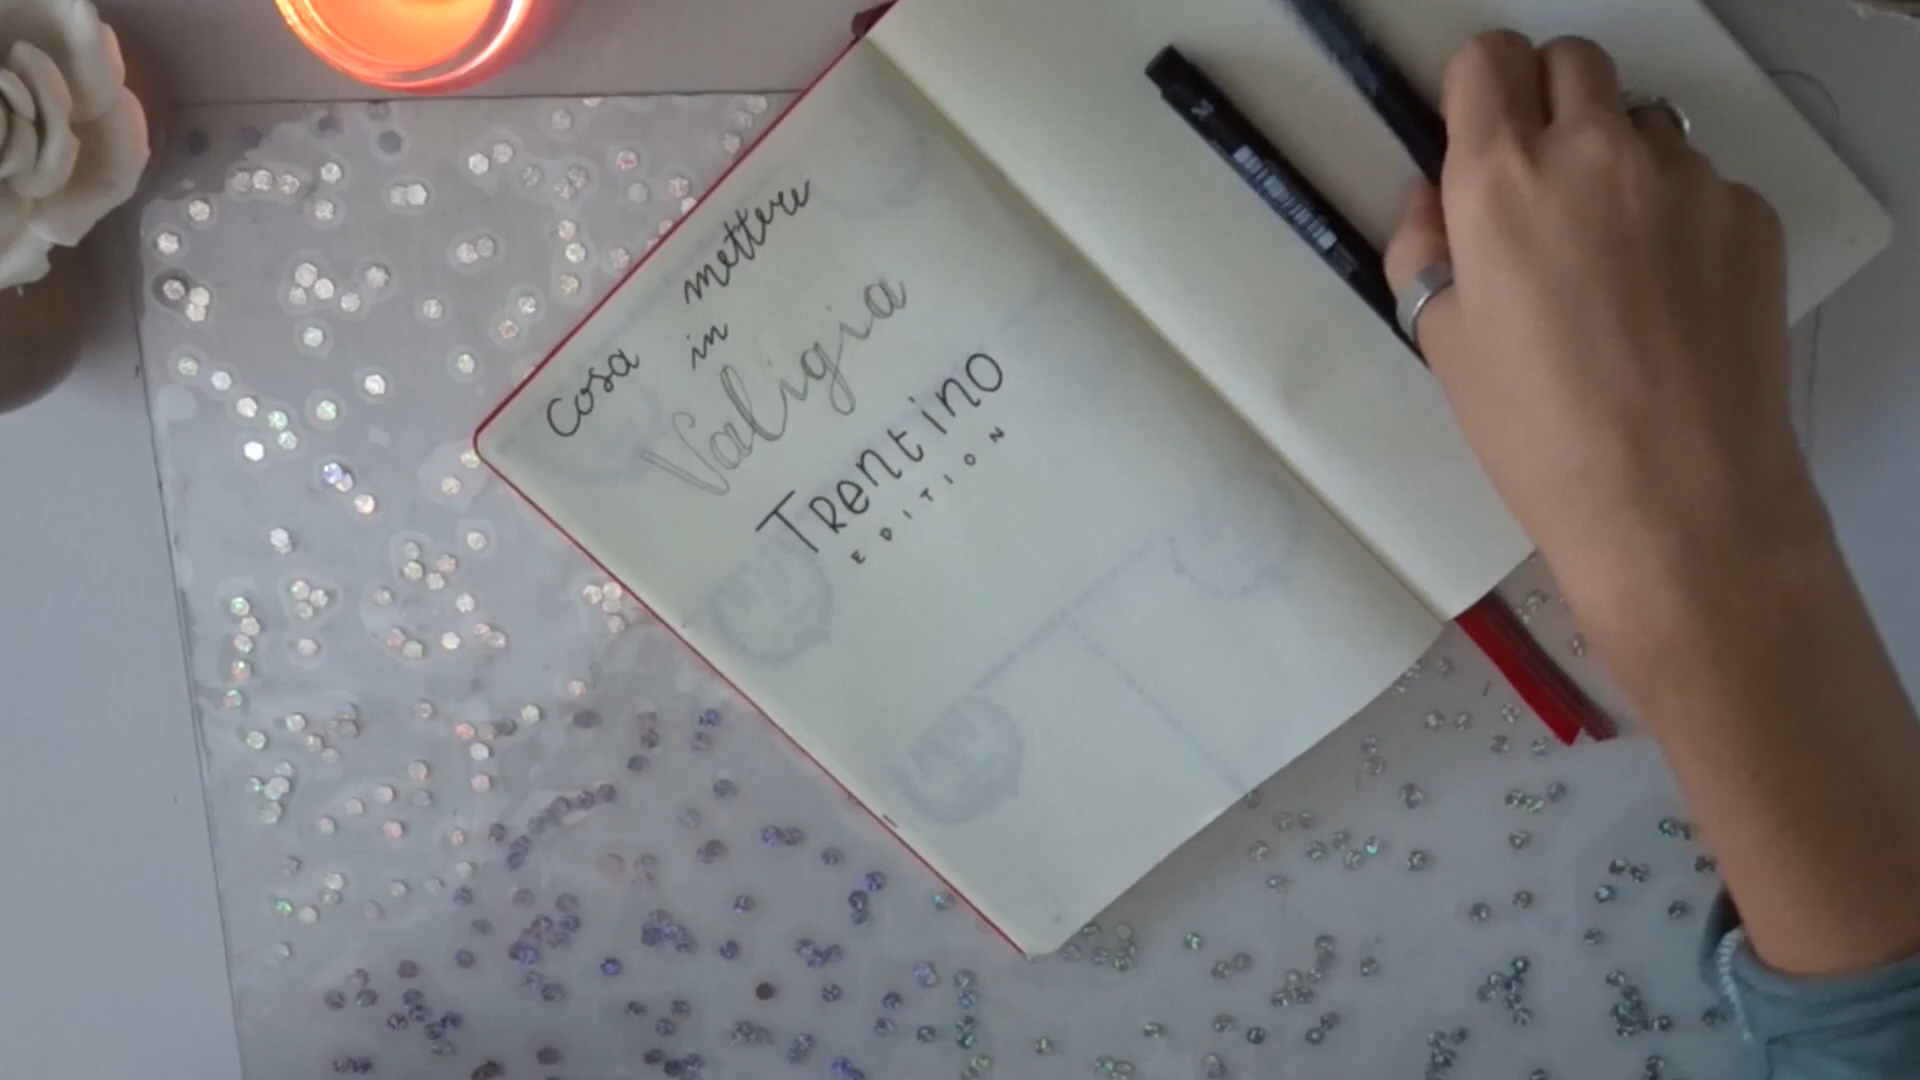 cosa mettere
in
Valigia
Trentino
EDITION